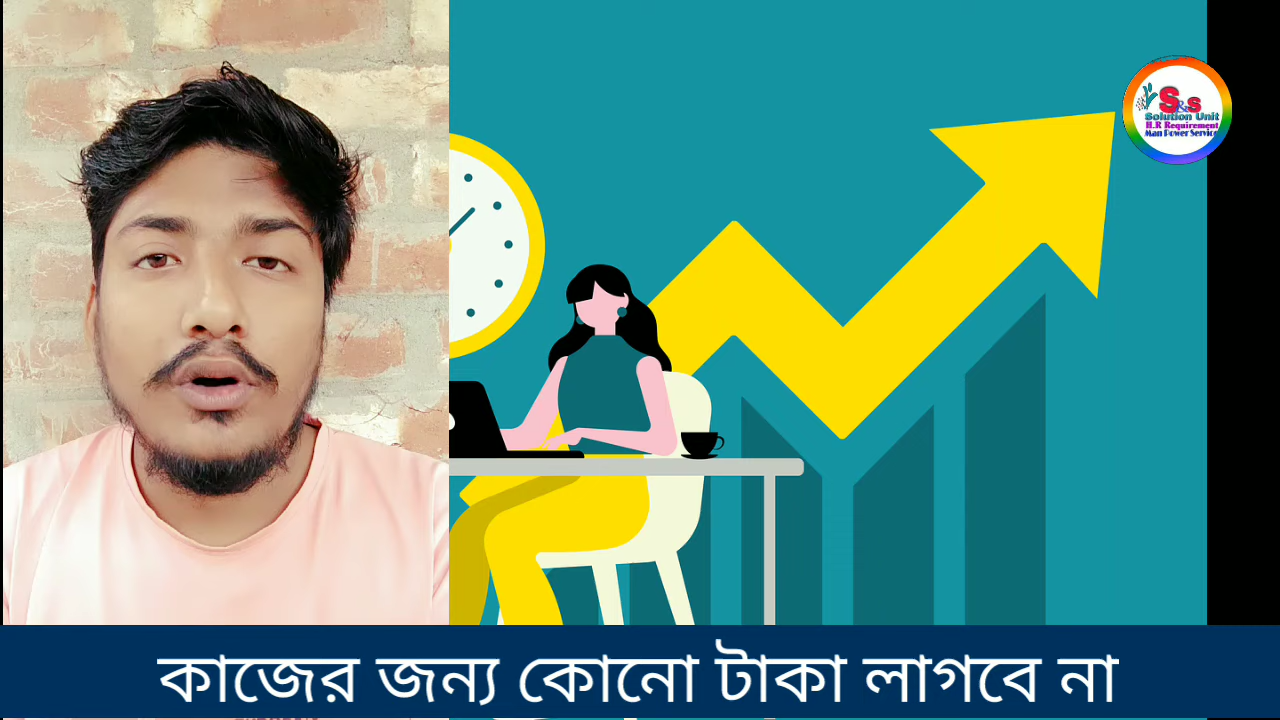 S&S
Solution Unit
H.R Requirement
Man Power Service
কাজের জন্য কোনো টাকা লাগবে না